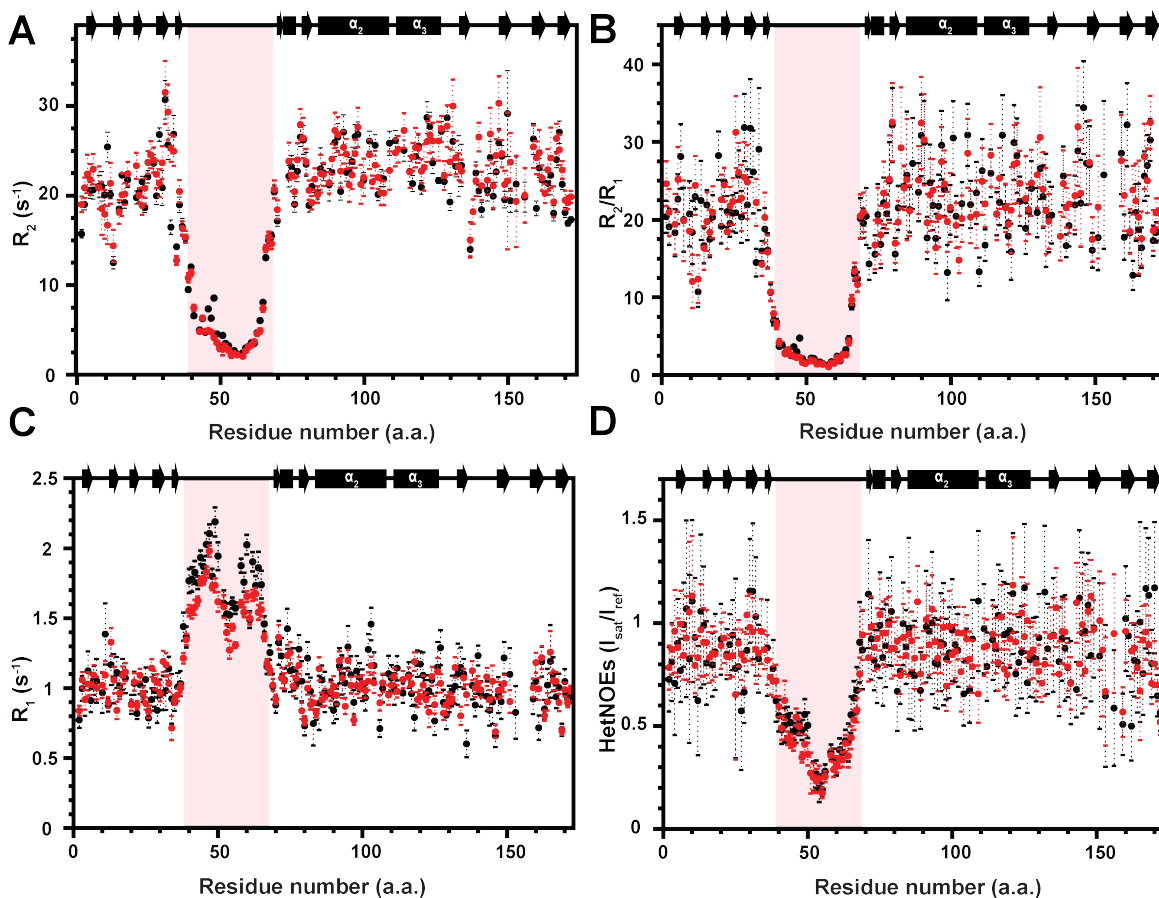 A
α2 α3
R2 (s-1)
30
20
10
0
0 50 100 150
Residue number (a.a.)
B
α2 α3
R2/R1
40
30
20
10
0
0 50 100 150
Residue number (a.a.)
C
α2 α3
R1 (s-1)
2.5
2
1.5
1
0.5
0
0 50 100 150
Residue number (a.a.)
D
α2 α3
HetNOEs (Isat/Iref)
1.5
1
0.5
0
0 50 100 150
Residue number (a.a.)